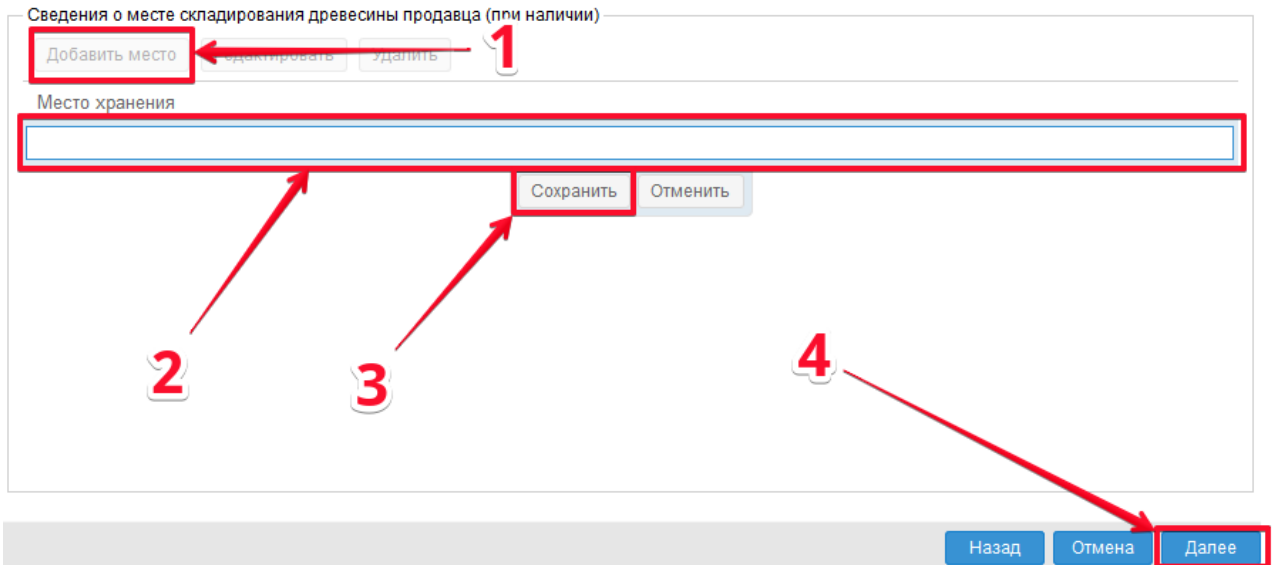 Сведения о месте складирования древесины продавца (при наличии)
Добавить место Редактировать Удалить 1
Место хранения
Сохранить Отменить
2 3 4
Назад Отмена Далее